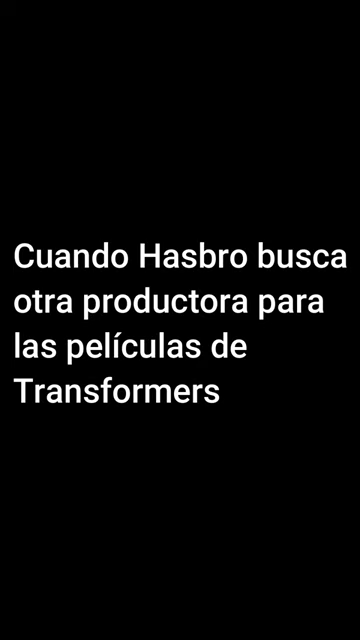 Cuando Hasbro busca
otra productora para
las películas de
Transformers